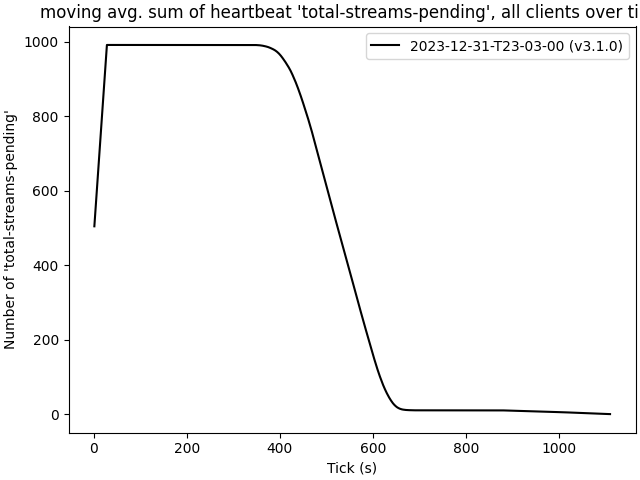 moving avg. sum of heartbeat 'total-streams-pending', all clients over ti
2023-12-31-T23-03-00 (v3.1.0)
Number of 'total-streams-pending'
1000
800
600
400
200
0
0 200 400 600 800 1000
Tick (s)